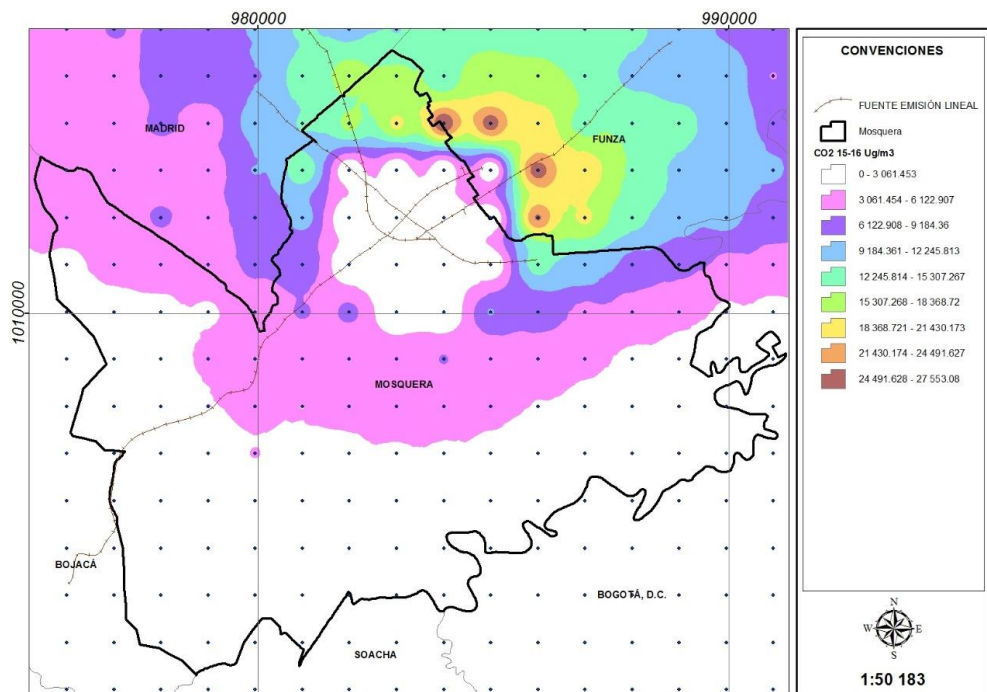 980000
990000
1010000
MADRID
FUNZA
MOSQUERA
BOJACÁ
BOGOTÁ, D.C.
SOACHA
CONVENCIONES
FUENTE EMISIÓN LINEAL
Mosquera
CO2 15-16 Ug/m3
0 - 3 061.453
3 061.454 - 6 122.907
6 122.908 - 9 184.36
9 184.361 - 12 245.813
12 245.814 - 15 307.267
15 307.268 - 18 368.72
18 368.721 - 21 430.173
21 430.174 - 24 491.627
24 491.628 - 27 553.08
N
W E
S
1:50 183